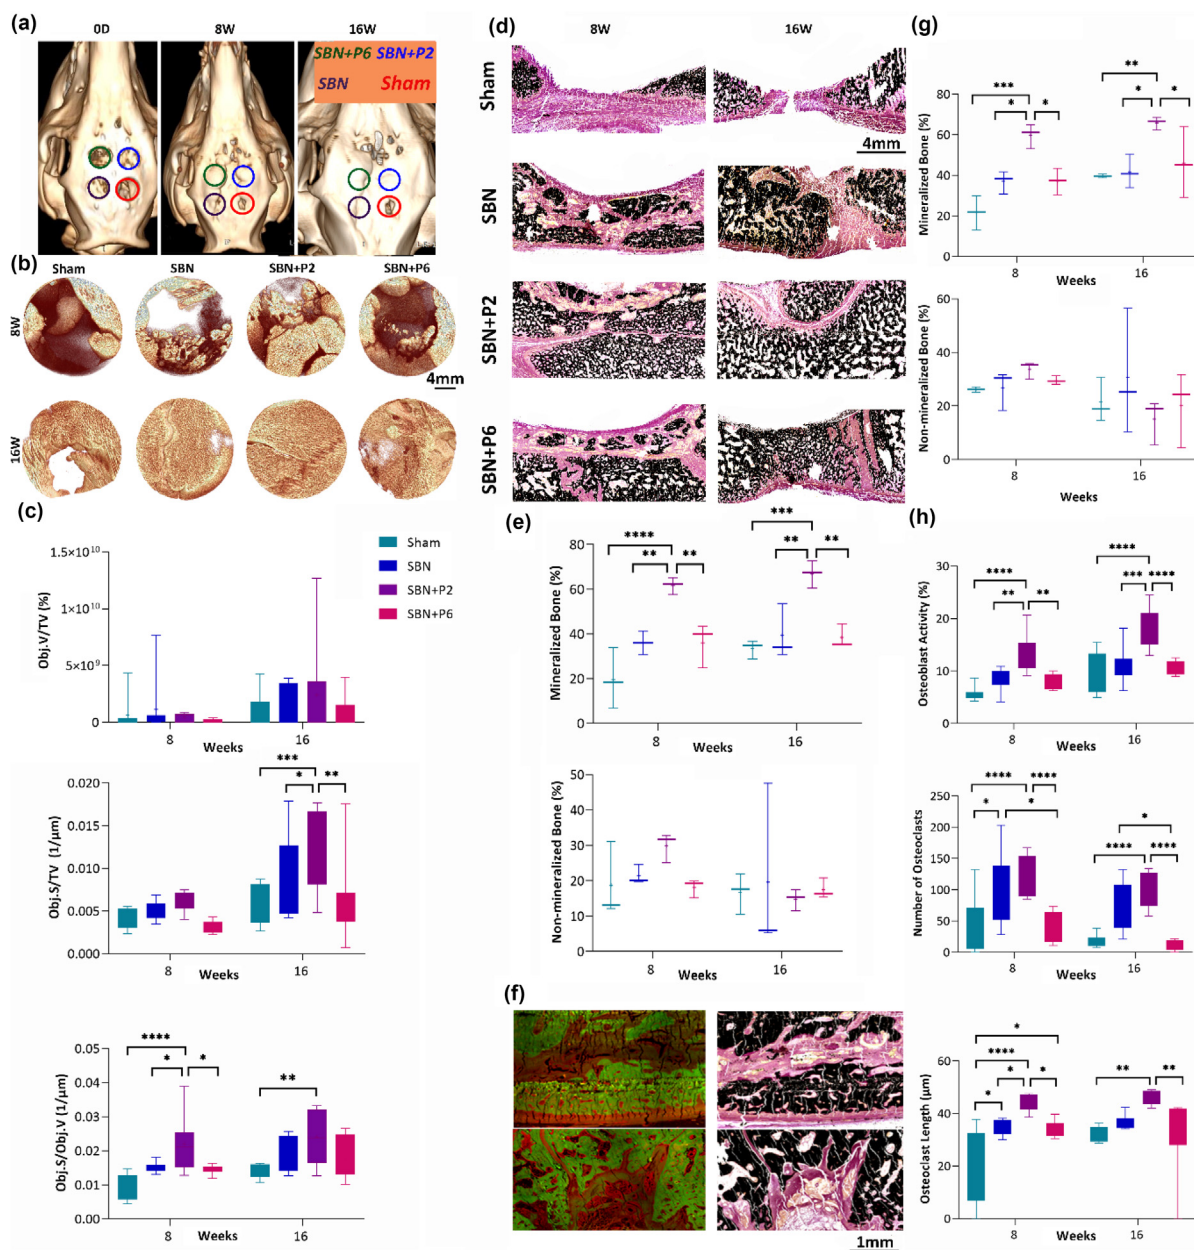 (a)
0D
8W
16W
SBN+P6 SBN+P2
SBN Sham
(b)
Sham
SBN
SBN+P2
SBN+P6
8W
4mm
16W
(c)
Sham
SBN
SBN+P2
SBN+P6
Obj.V/TV (%)
1.5×10¹⁰
1×10¹⁰
5×10⁹
0
8
16
Weeks
Obj.S/TV (1/µm)
0.020
0.015
0.010
0.005
0.000
***
*
**
8
16
Weeks
Obj.S/Obj.V (1/µm)
0.05
0.04
0.03
0.02
0.01
0.00
****
*
*
**
8
16
Weeks
(d)
8W
16W
Sham
4mm
SBN
SBN+P2
SBN+P6
(e)
Mineralized Bone (%)
80
60
40
20
0
****
**
**
***
**
**
8
16
Weeks
Non-mineralized Bone (%)
50
40
30
20
10
0
8
16
Weeks
(f)
1mm
(g)
Mineralized Bone (%)
80
60
40
20
0
***
*
*
**
*
*
8
16
Weeks
Non-mineralized Bone (%)
60
40
20
0
8
16
Weeks
(h)
Osteoblast Activity (%)
30
20
10
0
****
**
**
****
***
****
8
16
Weeks
Number of Osteoclasts
250
200
150
100
50
0
****
****
*
*
*
****
****
8
16
Weeks
Osteoclast Length (µm)
60
40
20
0
*
****
*
*
*
**
**
8
16
Weeks